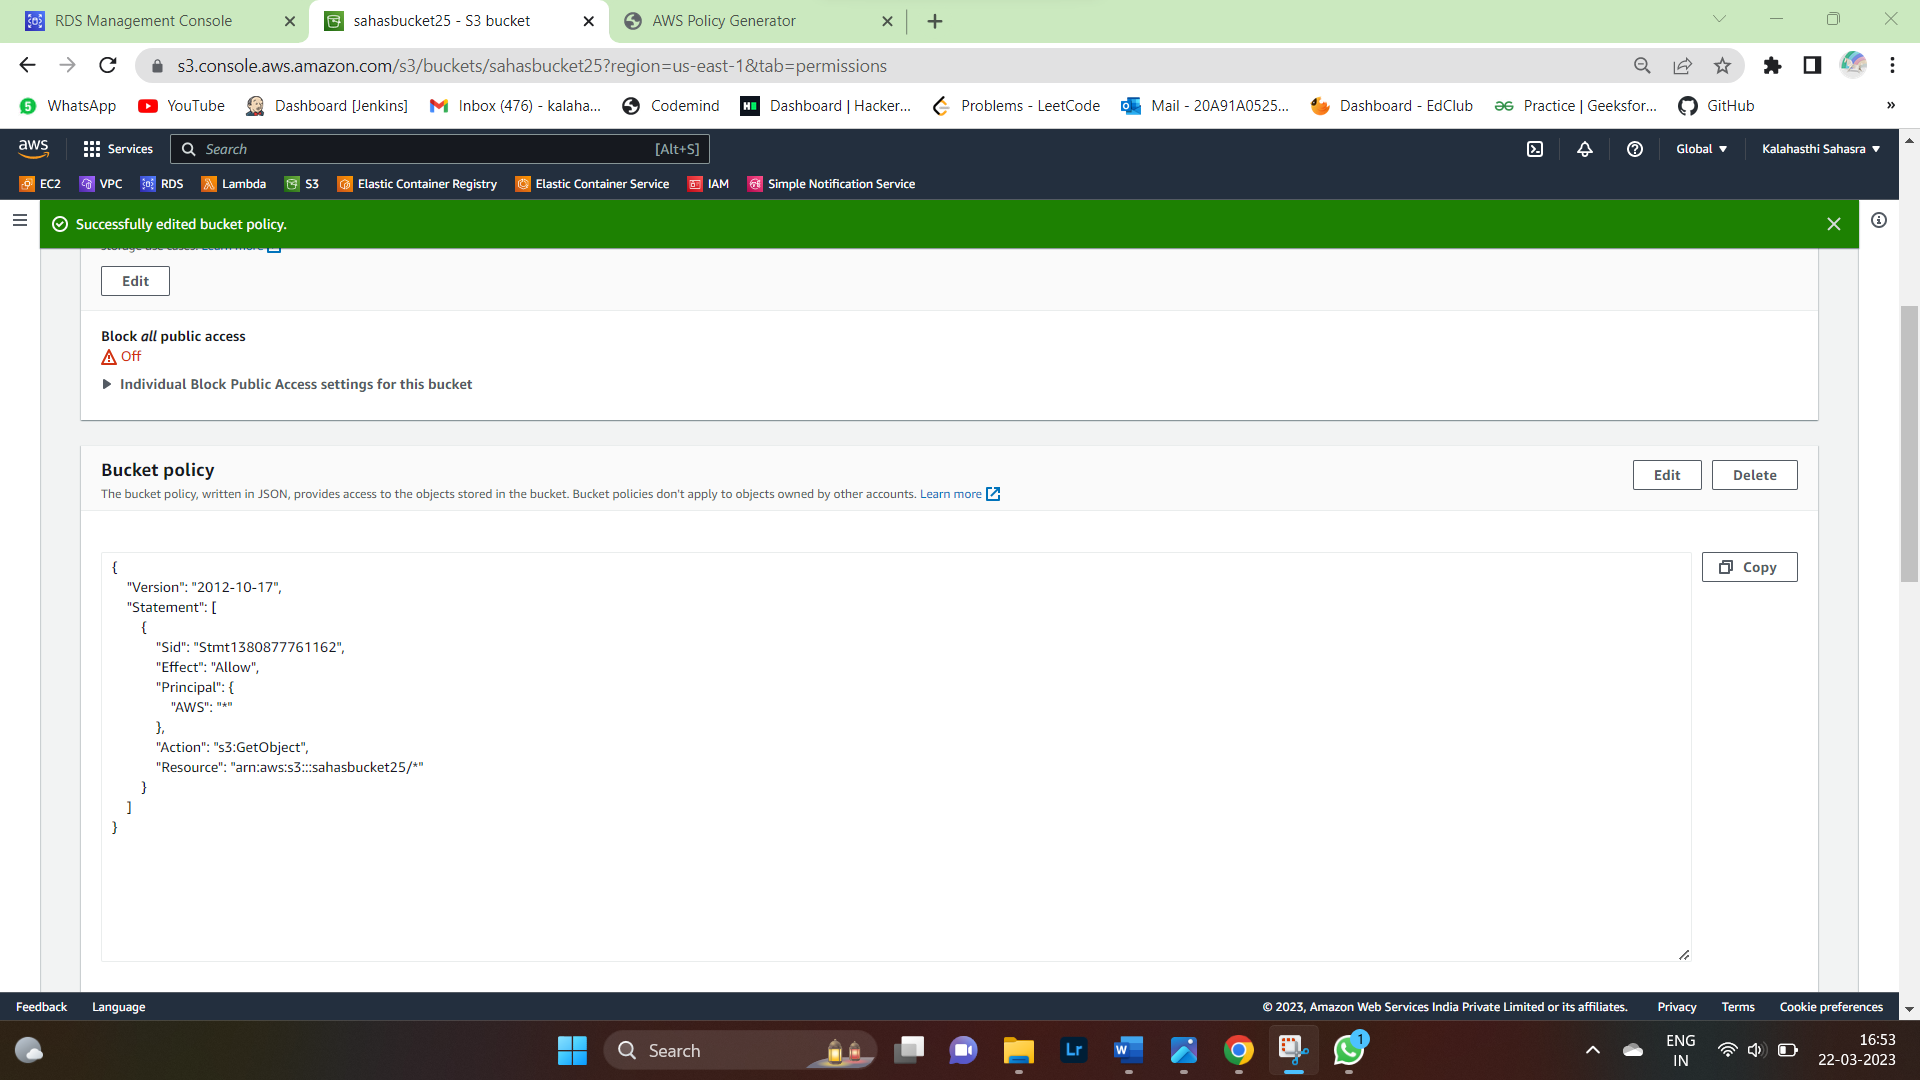 RDS Management Console
sahasbucket25 - S3 bucket
AWS Policy Generator
s3.console.aws.amazon.com/s3/buckets/sahasbucket25?region=us-east-1&tab=permissions
WhatsApp
YouTube
Dashboard [Jenkins]
Inbox (476) - kalaha...
Codemind
Dashboard | Hacker...
Problems - LeetCode
Mail - 20A91A0525...
Dashboard - EdClub
Practice | Geeksfor...
GitHub
»
aws
Services
Search
[Alt+S]
Global
Kalahasthi Sahasra
EC2
VPC
RDS
Lambda
S3
Elastic Container Registry
Elastic Container Service
IAM
Simple Notification Service
Successfully edited bucket policy.
storage use cases. Learn more
Edit
Block all public access
Off
Individual Block Public Access settings for this bucket
Bucket policy
The bucket policy, written in JSON, provides access to the objects stored in the bucket. Bucket policies don't apply to objects owned by other accounts. Learn more
Edit
Delete
Copy
{
"Version": "2012-10-17",
"Statement": [
{
"Sid": "Stmt1380877761162",
"Effect": "Allow",
"Principal": {
"AWS": "*"
},
"Action": "s3:GetObject",
"Resource": "arn:aws:s3:::sahasbucket25/*"
}
]
}
Feedback
Language
© 2023, Amazon Web Services India Private Limited or its affiliates.
Privacy
Terms
Cookie preferences
Search
Lr
W
1
ENG
IN
16:53
22-03-2023